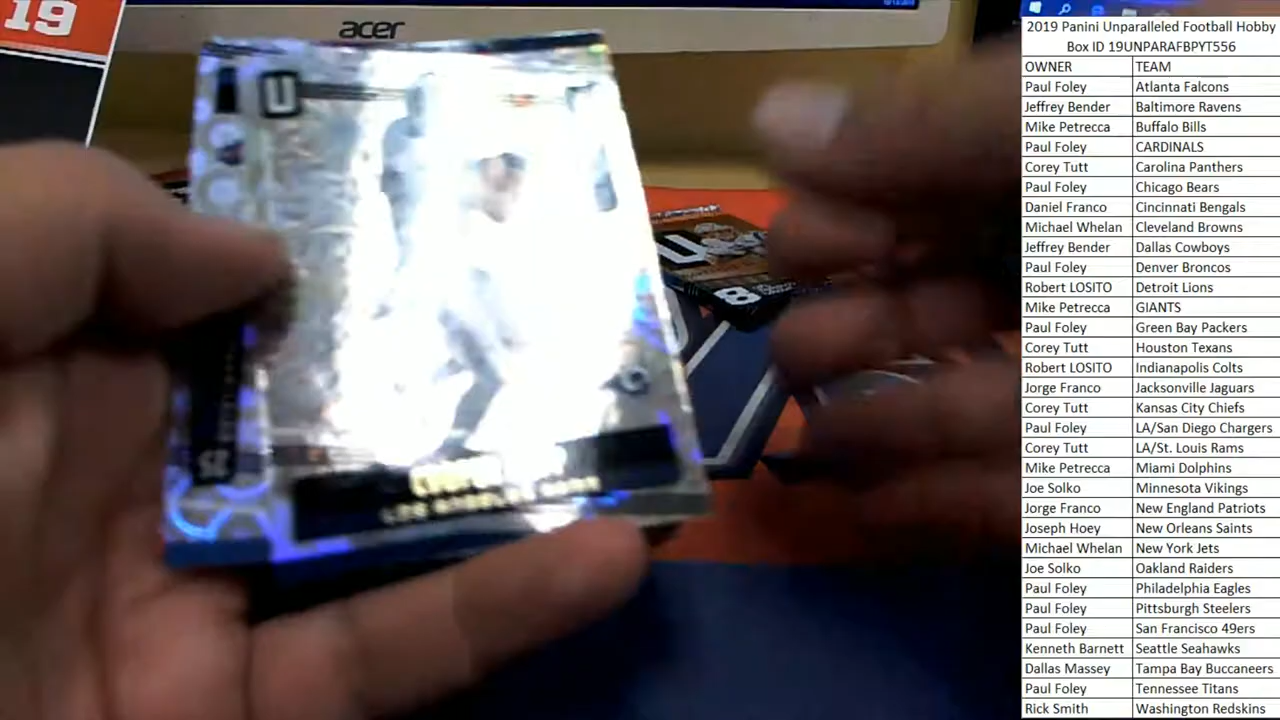 19
acer
U
U
8
2019 Panini Unparalleled Football Hobby
Box ID 19UNPARAFBPYT556
OWNER TEAM
Paul Foley Atlanta Falcons
Jeffrey Bender Baltimore Ravens
Mike Petrecca Buffalo Bills
Paul Foley CARDINALS
Corey Tutt Carolina Panthers
Paul Foley Chicago Bears
Daniel Franco Cincinnati Bengals
Michael Whelan Cleveland Browns
Jeffrey Bender Dallas Cowboys
Paul Foley Denver Broncos
Robert LOSITO Detroit Lions
Mike Petrecca GIANTS
Paul Foley Green Bay Packers
Corey Tutt Houston Texans
Robert LOSITO Indianapolis Colts
Jorge Franco Jacksonville Jaguars
Corey Tutt Kansas City Chiefs
Paul Foley LA/San Diego Chargers
Corey Tutt LA/St. Louis Rams
Mike Petrecca Miami Dolphins
Joe Solko Minnesota Vikings
Jorge Franco New England Patriots
Joseph Hoey New Orleans Saints
Michael Whelan New York Jets
Joe Solko Oakland Raiders
Paul Foley Philadelphia Eagles
Paul Foley Pittsburgh Steelers
Paul Foley San Francisco 49ers
Kenneth Barnett Seattle Seahawks
Dallas Massey Tampa Bay Buccaneers
Paul Foley Tennessee Titans
Rick Smith Washington Redskins